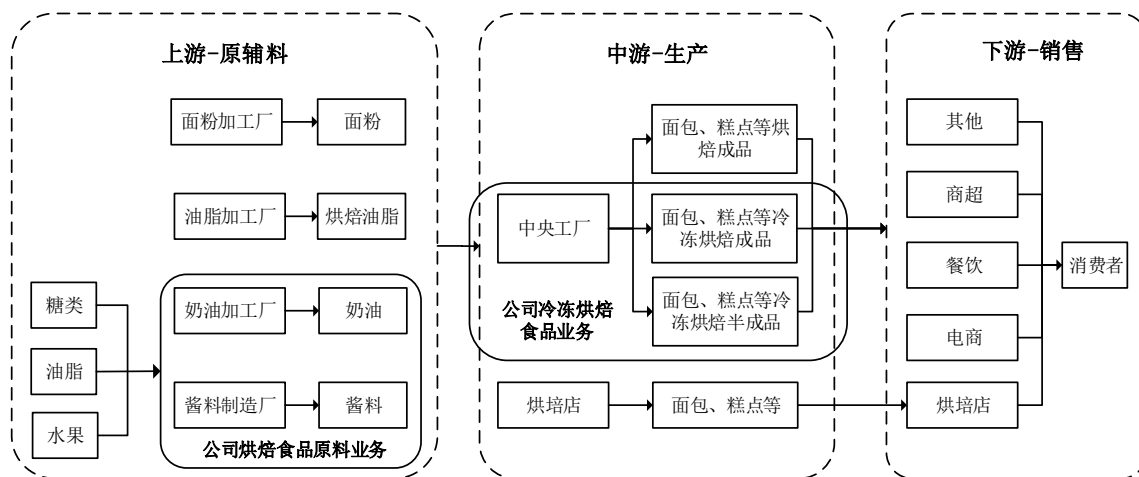 上游-原辅料
面粉加工厂
面粉
油脂加工厂
烘焙油脂
糖类
油脂
水果
奶油加工厂
奶油
酱料制造厂
酱料
公司烘焙食品原料业务
中游-生产
中央工厂
面包、糕点等烘
焙成品
面包、糕点等冷
冻烘焙成品
面包、糕点等冷
冻烘焙半成品
公司冷冻烘焙
食品业务
烘培店
面包、糕点等
下游-销售
其他
商超
餐饮
电商
烘培店
消费者